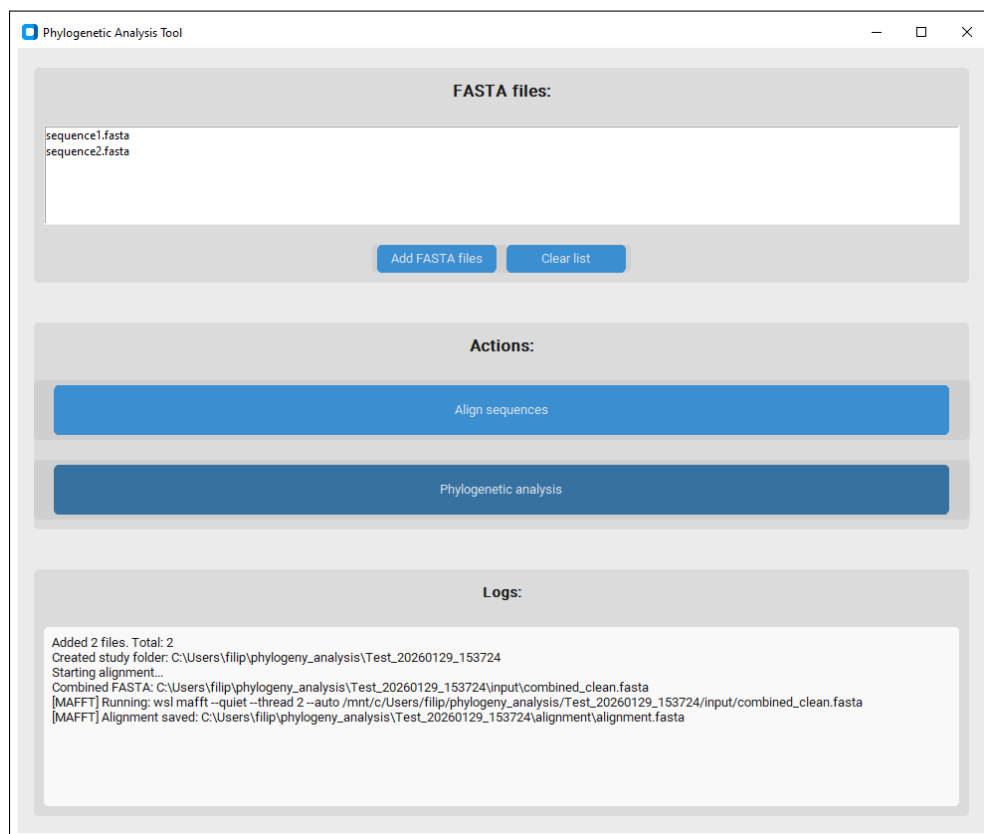 Phylogenetic Analysis Tool
FASTA files:
sequence1.fasta
sequence2.fasta
Add FASTA files
Clear list
Actions:
Align sequences
Phylogenetic analysis
Logs:
Added 2 files. Total: 2
Created study folder: C:\Users\filip\phylogeny_analysis\Test_20260129_153724
Starting alignment...
Combined FASTA: C:\Users\filip\phylogeny_analysis\Test_20260129_153724\input\combined_clean.fasta
[MAFFT] Running: wsl mafft --quiet --thread 2 --auto /mnt/c/Users/filip/phylogeny_analysis/Test_20260129_153724/input/combined_clean.fasta
[MAFFT] Alignment saved: C:\Users\filip\phylogeny_analysis\Test_20260129_153724\alignment\alignment.fasta